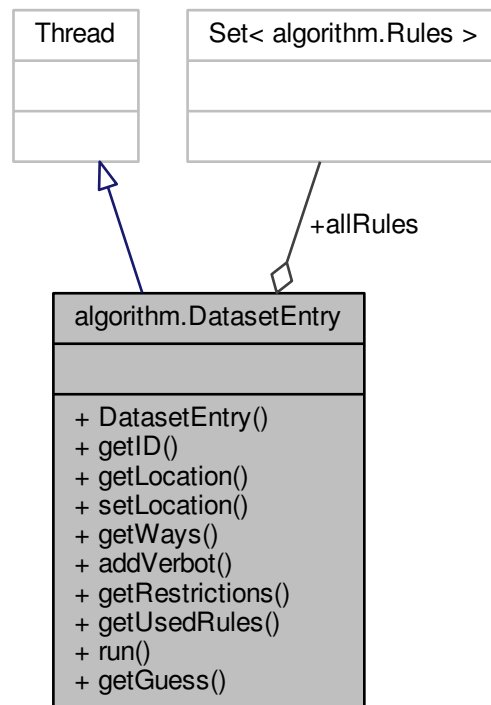 Thread
Set< algorithm.Rules >
+allRules
algorithm.DatasetEntry
+ DatasetEntry()
+ getID()
+ getLocation()
+ setLocation()
+ getWays()
+ addVerbot()
+ getRestrictions()
+ getUsedRules()
+ run()
+ getGuess()